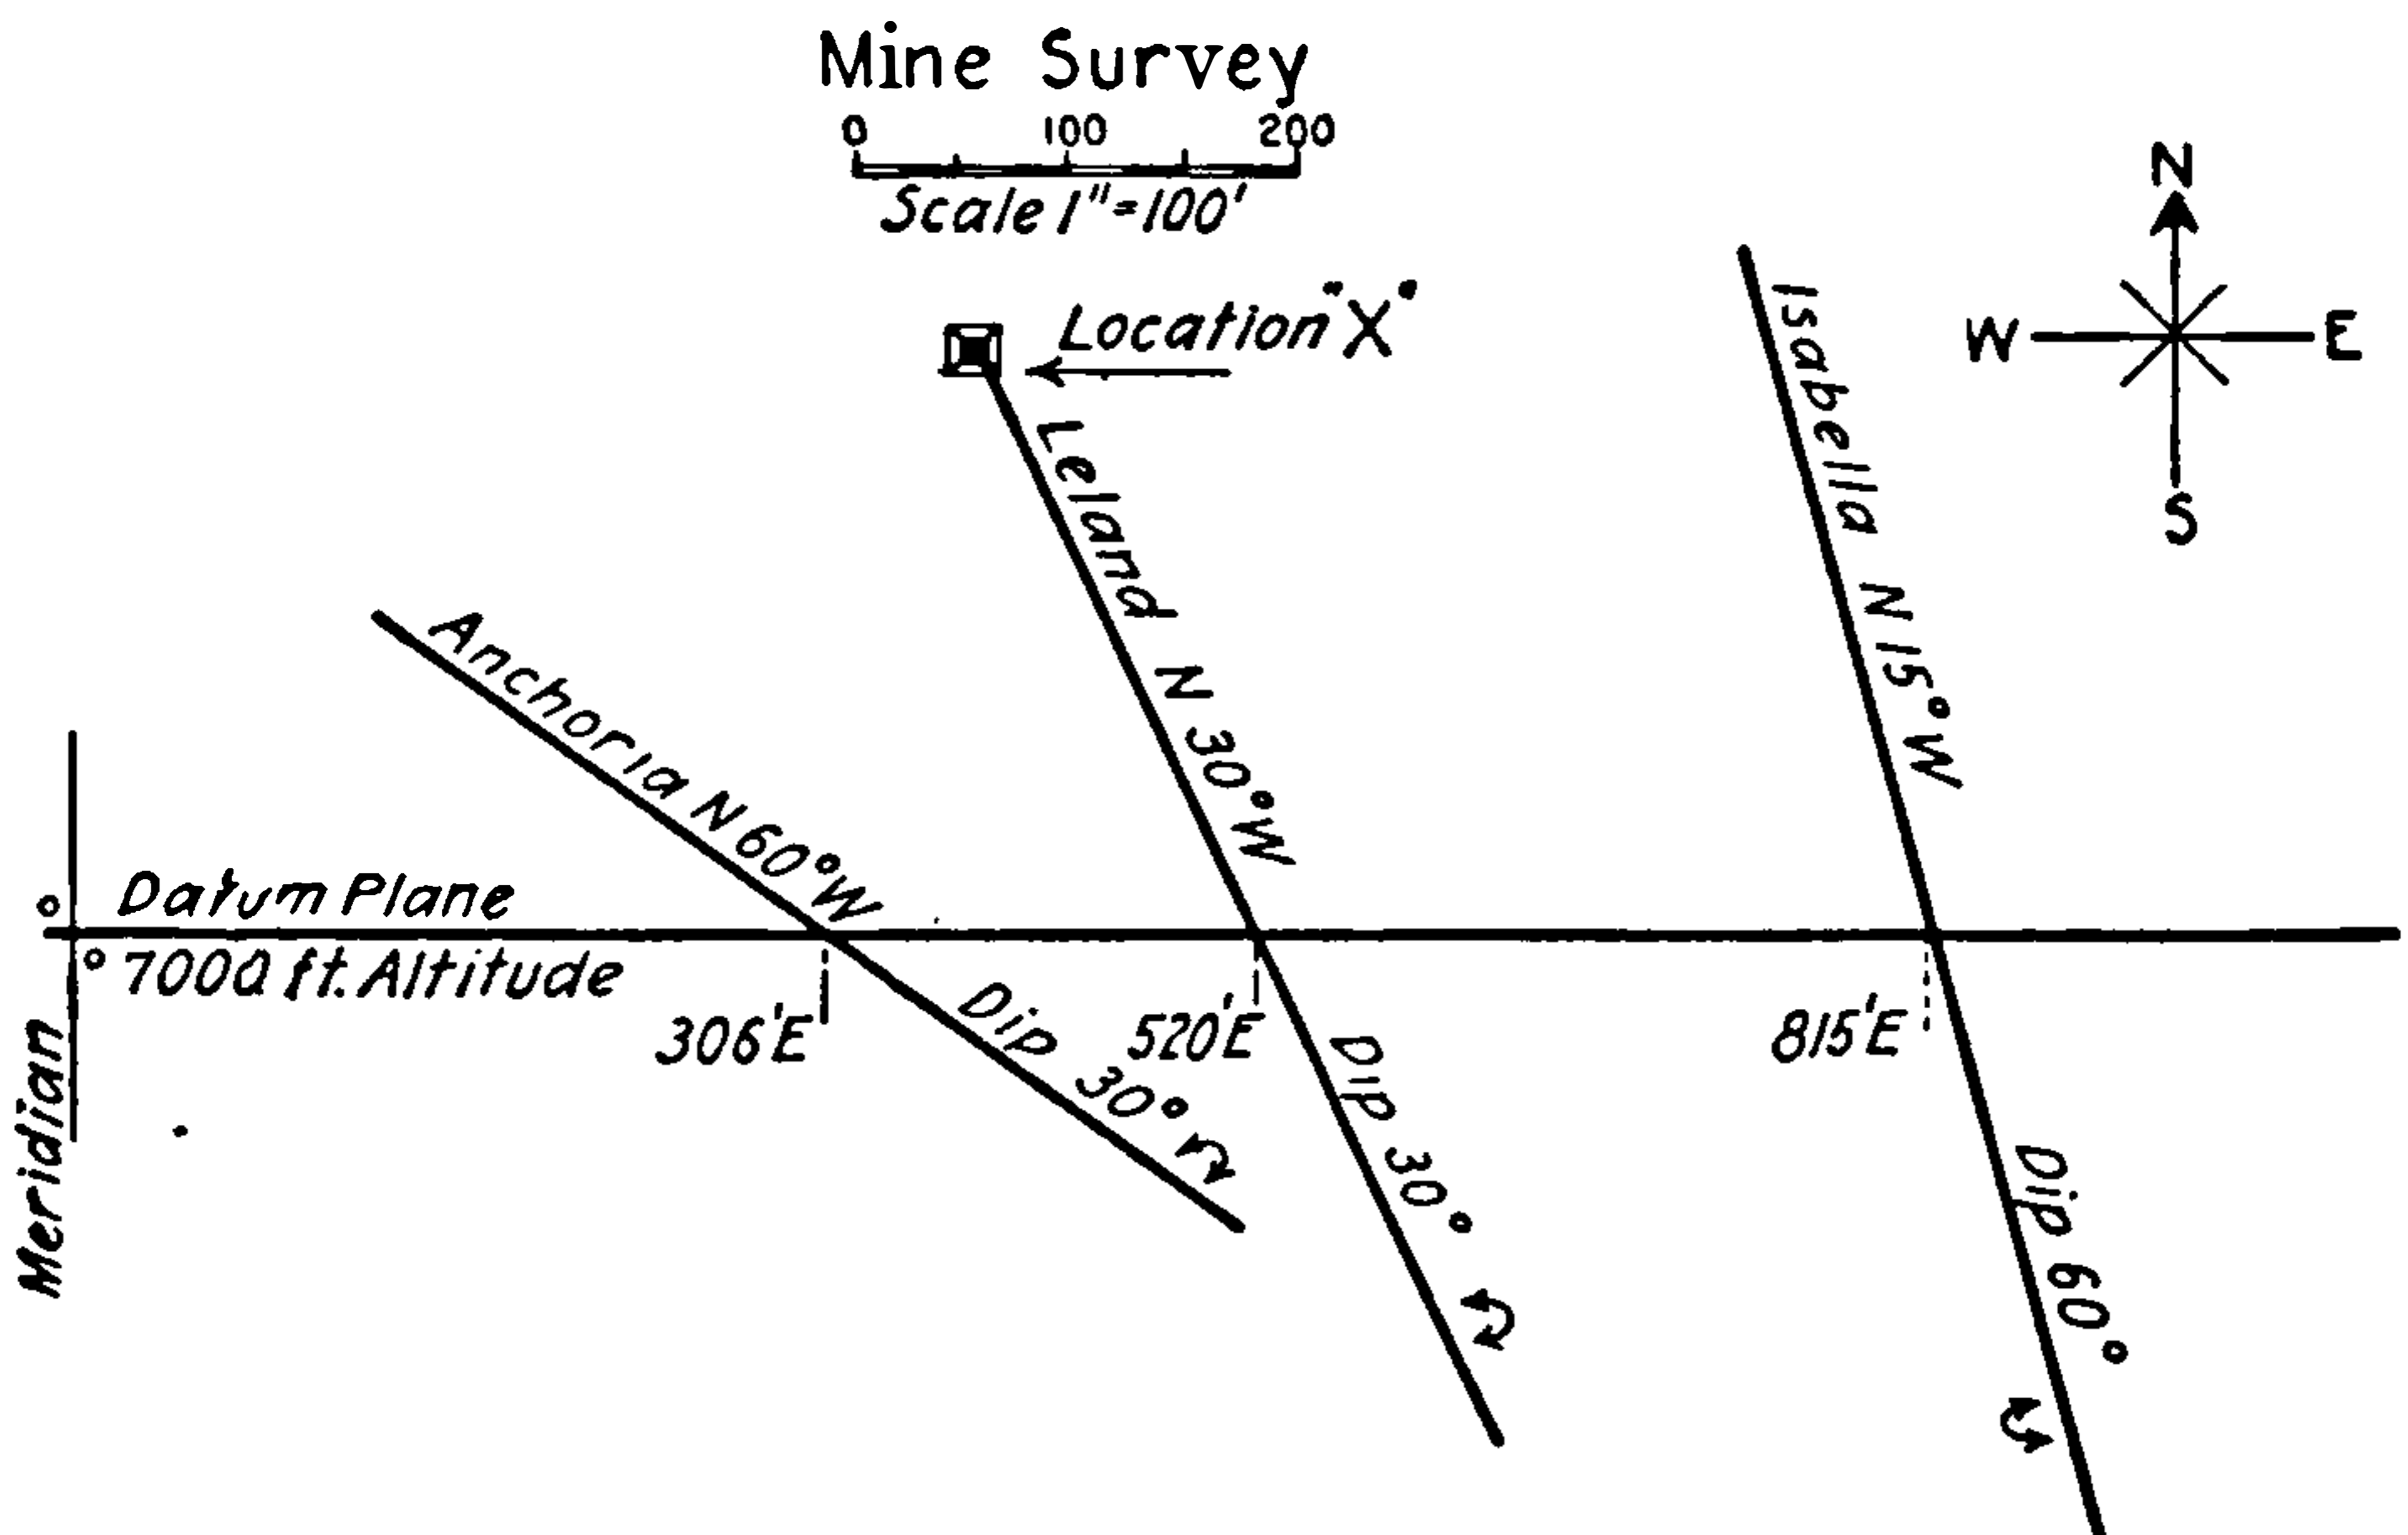 Mine Survey
0 100 200
Scale 1"=100'
N
W E
S
Location "X"
Isabella N 15° W
Leland N 30° W
Anchoria N 60° W
° Datum Plane
° 7000 ft. Altitude
Meridian
306'E
520'E
815'E
Dip 30°
Dip 30°
Dip 60°